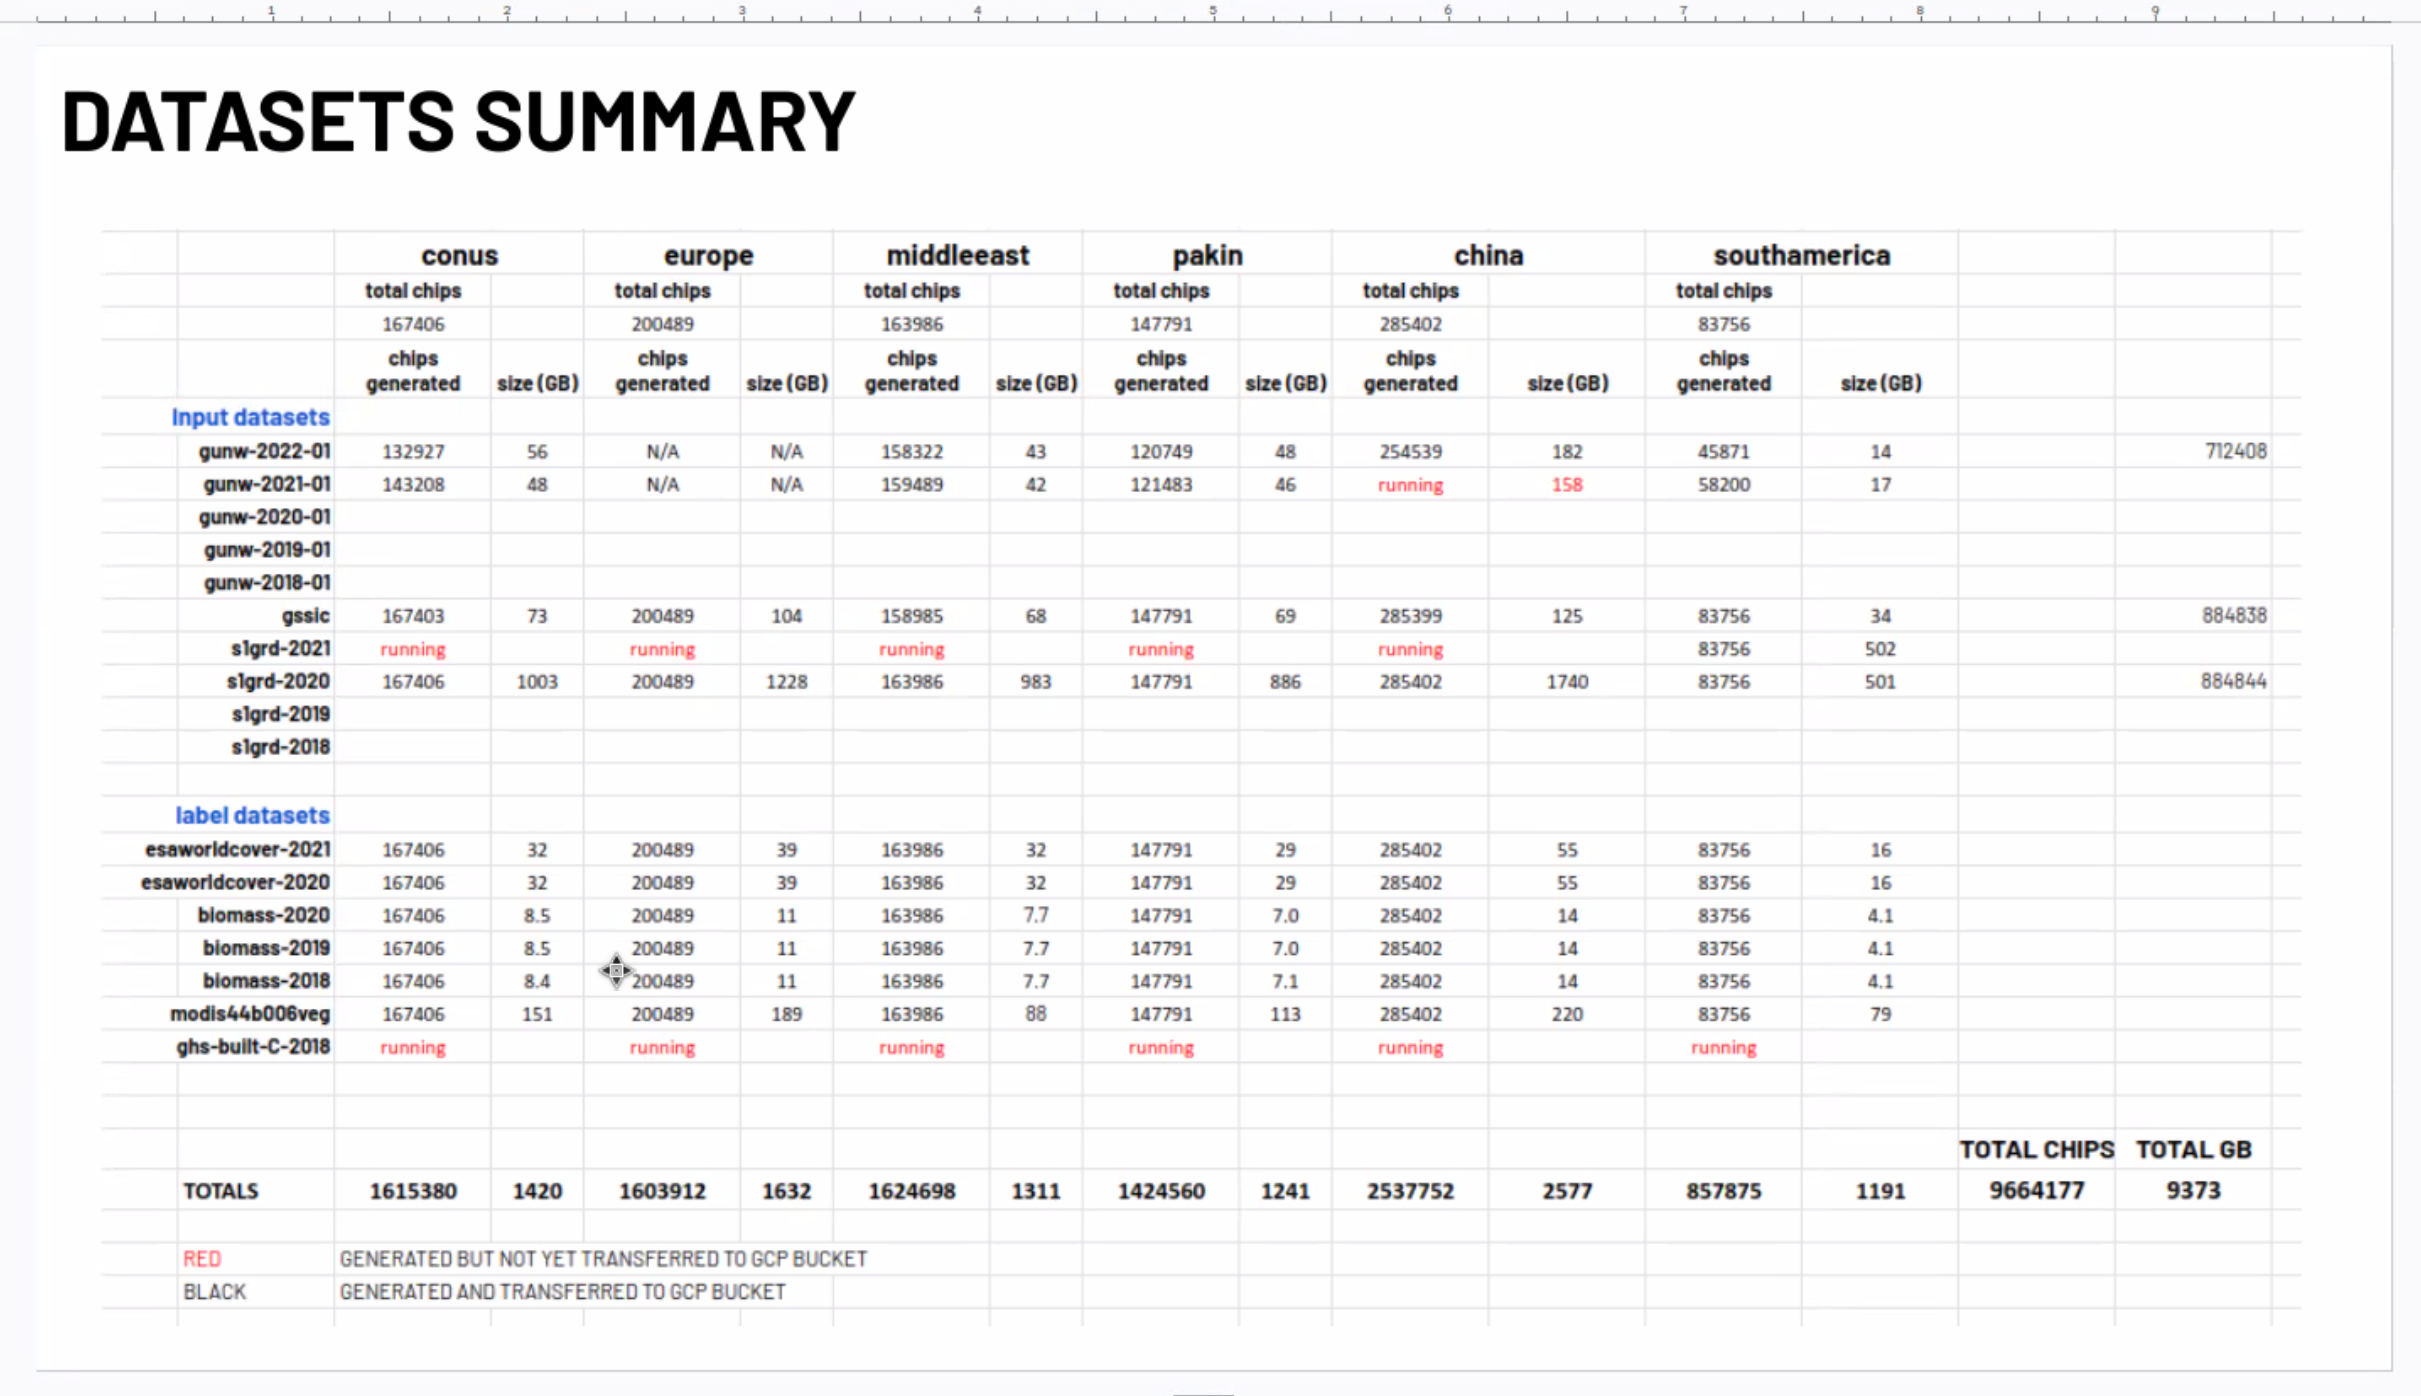 1 2 3 4 5 6 7 8 9
DATASETS SUMMARY
conus europe middleeast pakin china southamerica
total chips total chips total chips total chips total chips total chips
167406 200489 163986 147791 285402 83756
chips generated size (GB) chips generated size (GB) chips generated size (GB) chips generated size (GB) chips generated size (GB) chips generated size (GB)
Input datasets
gunw-2022-01 132927 56 N/A N/A 158322 43 120749 48 254539 182 45871 14 712408
gunw-2021-01 143208 48 N/A N/A 159489 42 121483 46 running 158 58200 17
gunw-2020-01
gunw-2019-01
gunw-2018-01
gssic 167403 73 200489 104 158985 68 147791 69 285399 125 83756 34 884838
s1grd-2021 running running running running running 83756 502
s1grd-2020 167406 1003 200489 1228 163986 983 147791 886 285402 1740 83756 501 884844
s1grd-2019
s1grd-2018
label datasets
esaworldcover-2021 167406 32 200489 39 163986 32 147791 29 285402 55 83756 16
esaworldcover-2020 167406 32 200489 39 163986 32 147791 29 285402 55 83756 16
biomass-2020 167406 8.5 200489 11 163986 7.7 147791 7.0 285402 14 83756 4.1
biomass-2019 167406 8.5 200489 11 163986 7.7 147791 7.0 285402 14 83756 4.1
biomass-2018 167406 8.4 200489 11 163986 7.7 147791 7.1 285402 14 83756 4.1
modis44b006veg 167406 151 200489 189 163986 88 147791 113 285402 220 83756 79
ghs-built-C-2018 running running running running running running
TOTAL CHIPS TOTAL GB
TOTALS 1615380 1420 1603912 1632 1624698 1311 1424560 1241 2537752 2577 857875 1191 9664177 9373
RED GENERATED BUT NOT YET TRANSFERRED TO GCP BUCKET
BLACK GENERATED AND TRANSFERRED TO GCP BUCKET